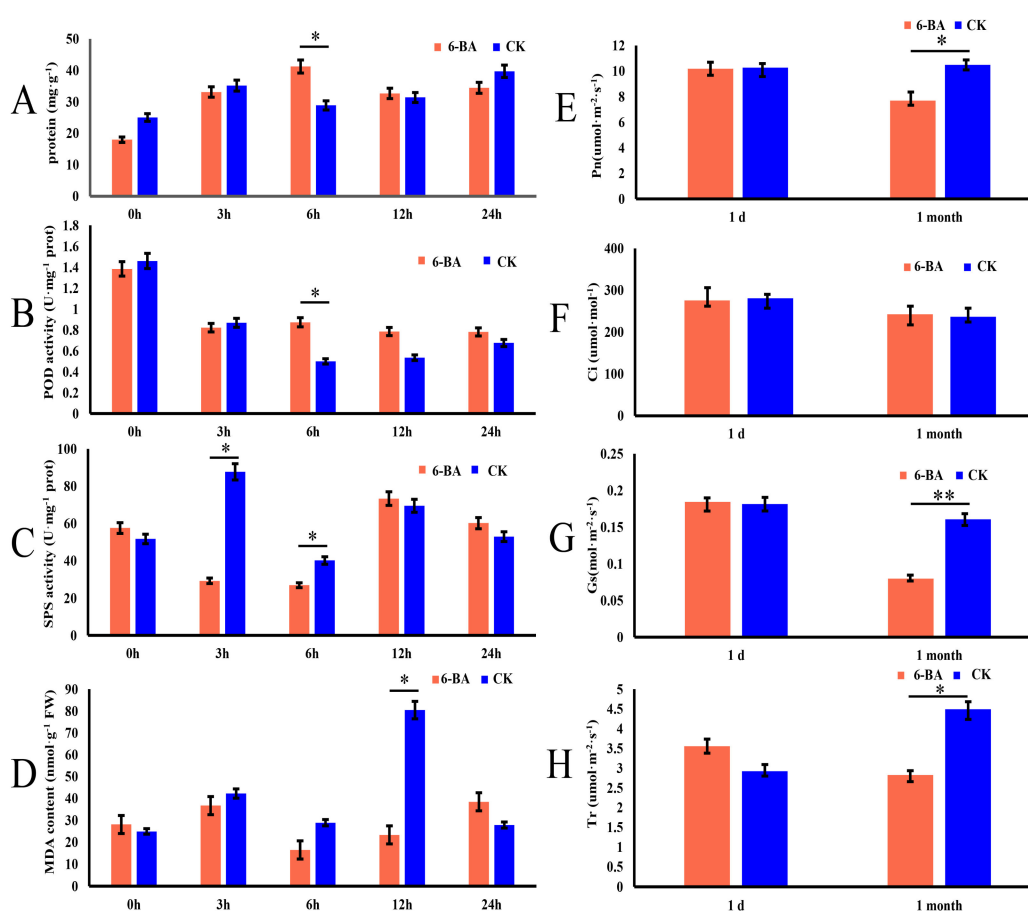 A
protein (mg·g⁻¹)
50
40
30
20
10
0
6-BA CK
*
0h 3h 6h 12h 24h
B
POD activity (U·mg⁻¹ prot)
1.8
1.6
1.4
1.2
1
0.8
0.6
0.4
0.2
0
6-BA CK
*
0h 3h 6h 12h 24h
C
SPS activity (U·mg⁻¹ prot)
100
80
60
40
20
0
6-BA CK
*
*
0h 3h 6h 12h 24h
D
MDA content (nmol·g⁻¹ FW)
90
80
70
60
50
40
30
20
10
0
6-BA CK
*
0h 3h 6h 12h 24h
E
Pn(umol·m⁻²·s⁻¹)
12
10
8
6
4
2
0
6-BA CK
*
1 d 1 month
F
Ci (umol·mol⁻¹)
400
300
200
100
0
6-BA CK
1 d 1 month
G
Gs(mol·m⁻²·s⁻¹)
0.25
0.2
0.15
0.1
0.05
0
6-BA CK
**
1 d 1 month
H
Tr (umol·m⁻²·s⁻¹)
5
4.5
4
3.5
3
2.5
2
1.5
1
0.5
0
6-BA CK
*
1 d 1 month